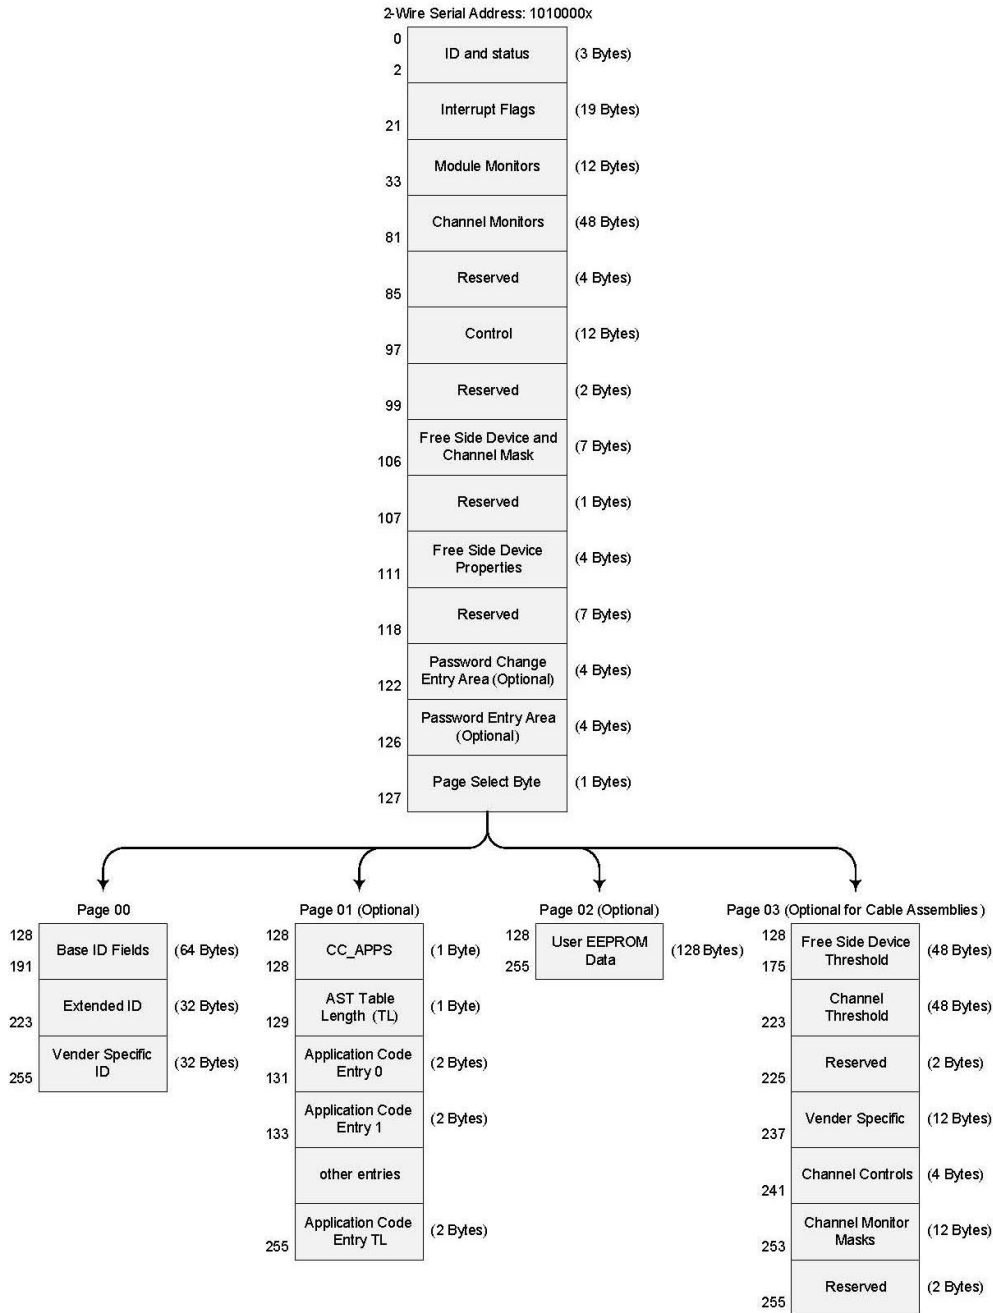 2-Wire Serial Address: 1010000x
0
ID and status (3 Bytes)
2
Interrupt Flags (19 Bytes)
21
Module Monitors (12 Bytes)
33
Channel Monitors (48 Bytes)
81
Reserved (4 Bytes)
85
Control (12 Bytes)
97
Reserved (2 Bytes)
99
Free Side Device and
Channel Mask (7 Bytes)
106
Reserved (1 Bytes)
107
Free Side Device
Properties (4 Bytes)
111
Reserved (7 Bytes)
118
Password Change
Entry Area (Optional) (4 Bytes)
122
Password Entry Area
(Optional) (4 Bytes)
126
Page Select Byte (1 Bytes)
127
Page 00
128
Base ID Fields (64 Bytes)
191
Extended ID (32 Bytes)
223
Vender Specific
ID (32 Bytes)
255
Page 01 (Optional)
128
CC_APPS (1 Byte)
128
AST Table
Length (TL) (1 Byte)
129
Application Code
Entry 0 (2 Bytes)
131
Application Code
Entry 1 (2 Bytes)
133
other entries
Application Code
Entry TL (2 Bytes)
255
Page 02 (Optional)
128
User EEPROM
Data (128 Bytes)
255
Page 03 (Optional for Cable Assemblies )
128
Free Side Device
Threshold (48 Bytes)
175
Channel
Threshold (48 Bytes)
223
Reserved (2 Bytes)
225
Vender Specific (12 Bytes)
237
Channel Controls (4 Bytes)
241
Channel Monitor
Masks (12 Bytes)
253
Reserved (2 Bytes)
255